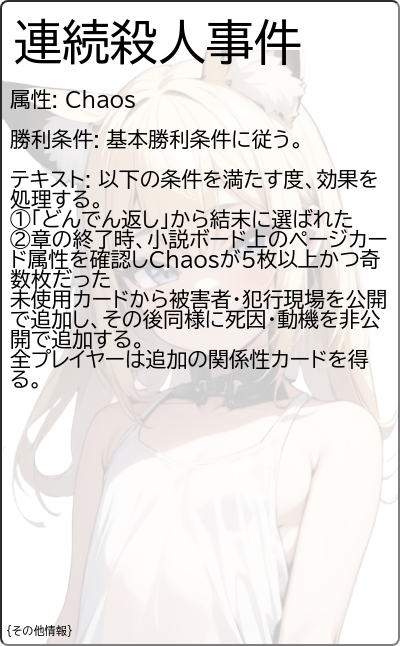 連続殺人事件
属性: Chaos
勝利条件: 基本勝利条件に従う。
テキスト: 以下の条件を満たす度、効果を
処理する。
①｢どんでん返し｣から結末に選ばれた
②章の終了時、小説ボード上のページカー
ド属性を確認しChaosが５枚以上かつ奇
数枚だった
未使用カードから被害者・犯行現場を公開
で追加し、その後同様に死因・動機を非公
開で追加する。
全プレイヤーは追加の関係性カードを得
る。
{その他情報}